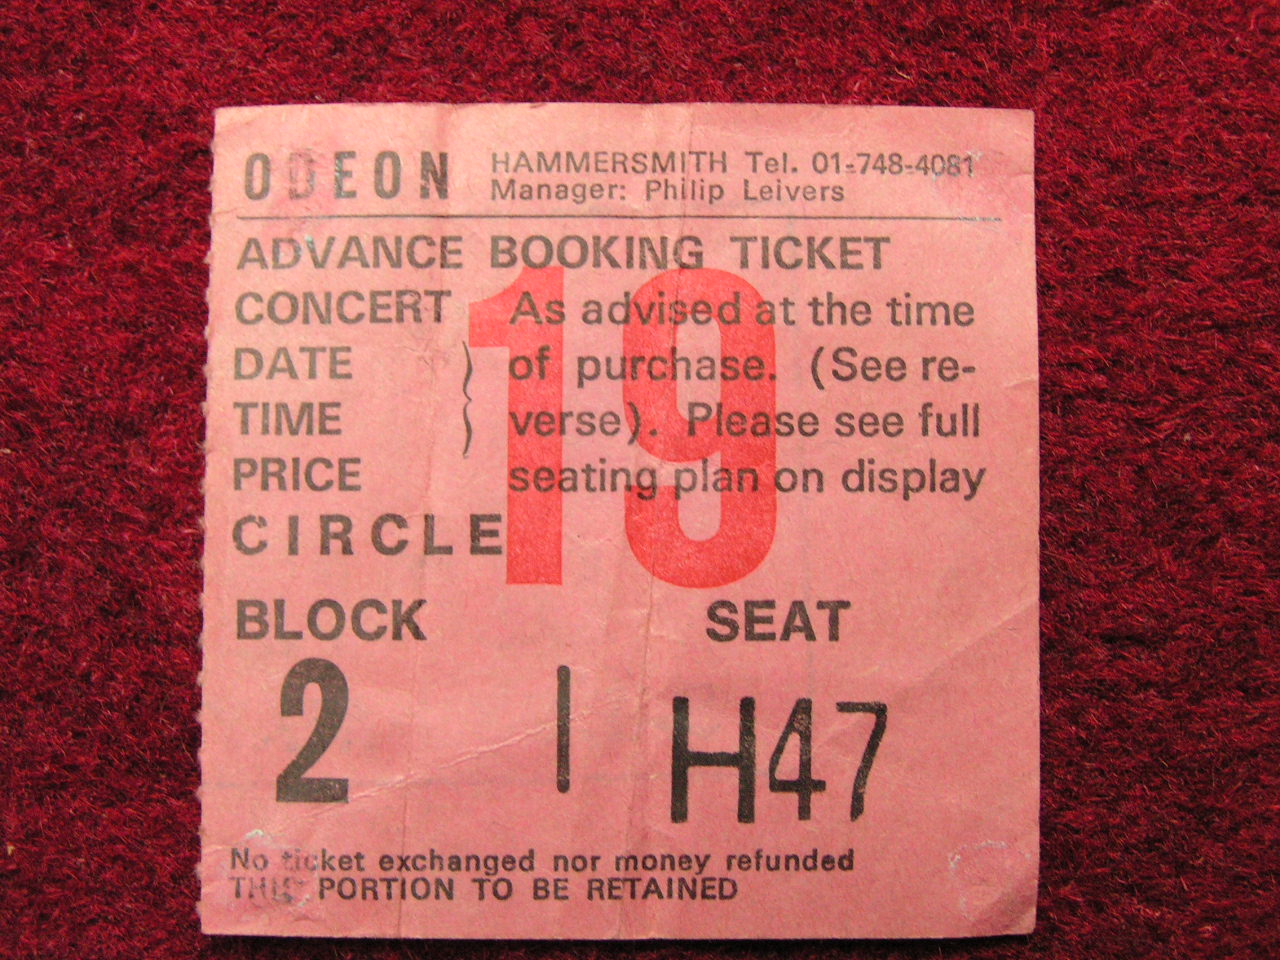 ODEON HAMMERSMITH Tel. 01-748-4081
Manager: Philip Leivers
ADVANCE BOOKING TICKET
CONCERT As advised at the time
DATE of purchase. (See re-
TIME verse). Please see full
PRICE seating plan on display
CIRCLE
19
BLOCK SEAT
2 | H47
No ticket exchanged nor money refunded
THIS PORTION TO BE RETAINED